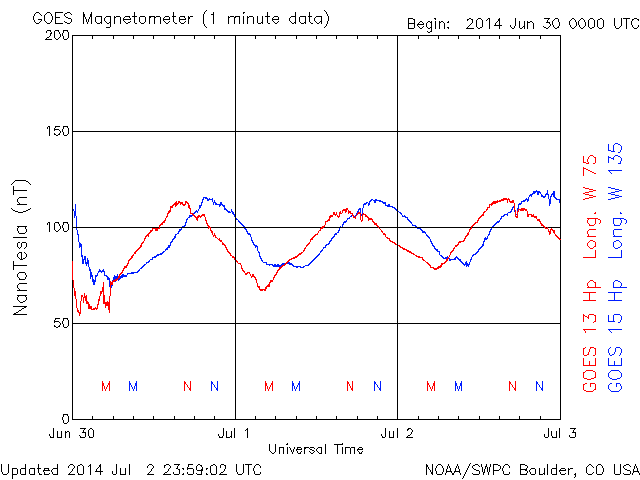 GOES Magnetometer (1 minute data)
Begin: 2014 Jun 30 0000 UTC
200
150
100
50
0
NanoTesla (nT)
M M N N M M N N M M N N
Jun 30 Jul 1 Jul 2 Jul 3
Universal Time
GOES 13 Hp Long. W 75
GOES 15 Hp Long. W 135
Updated 2014 Jul 2 23:59:02 UTC
NOAA/SWPC Boulder, CO USA